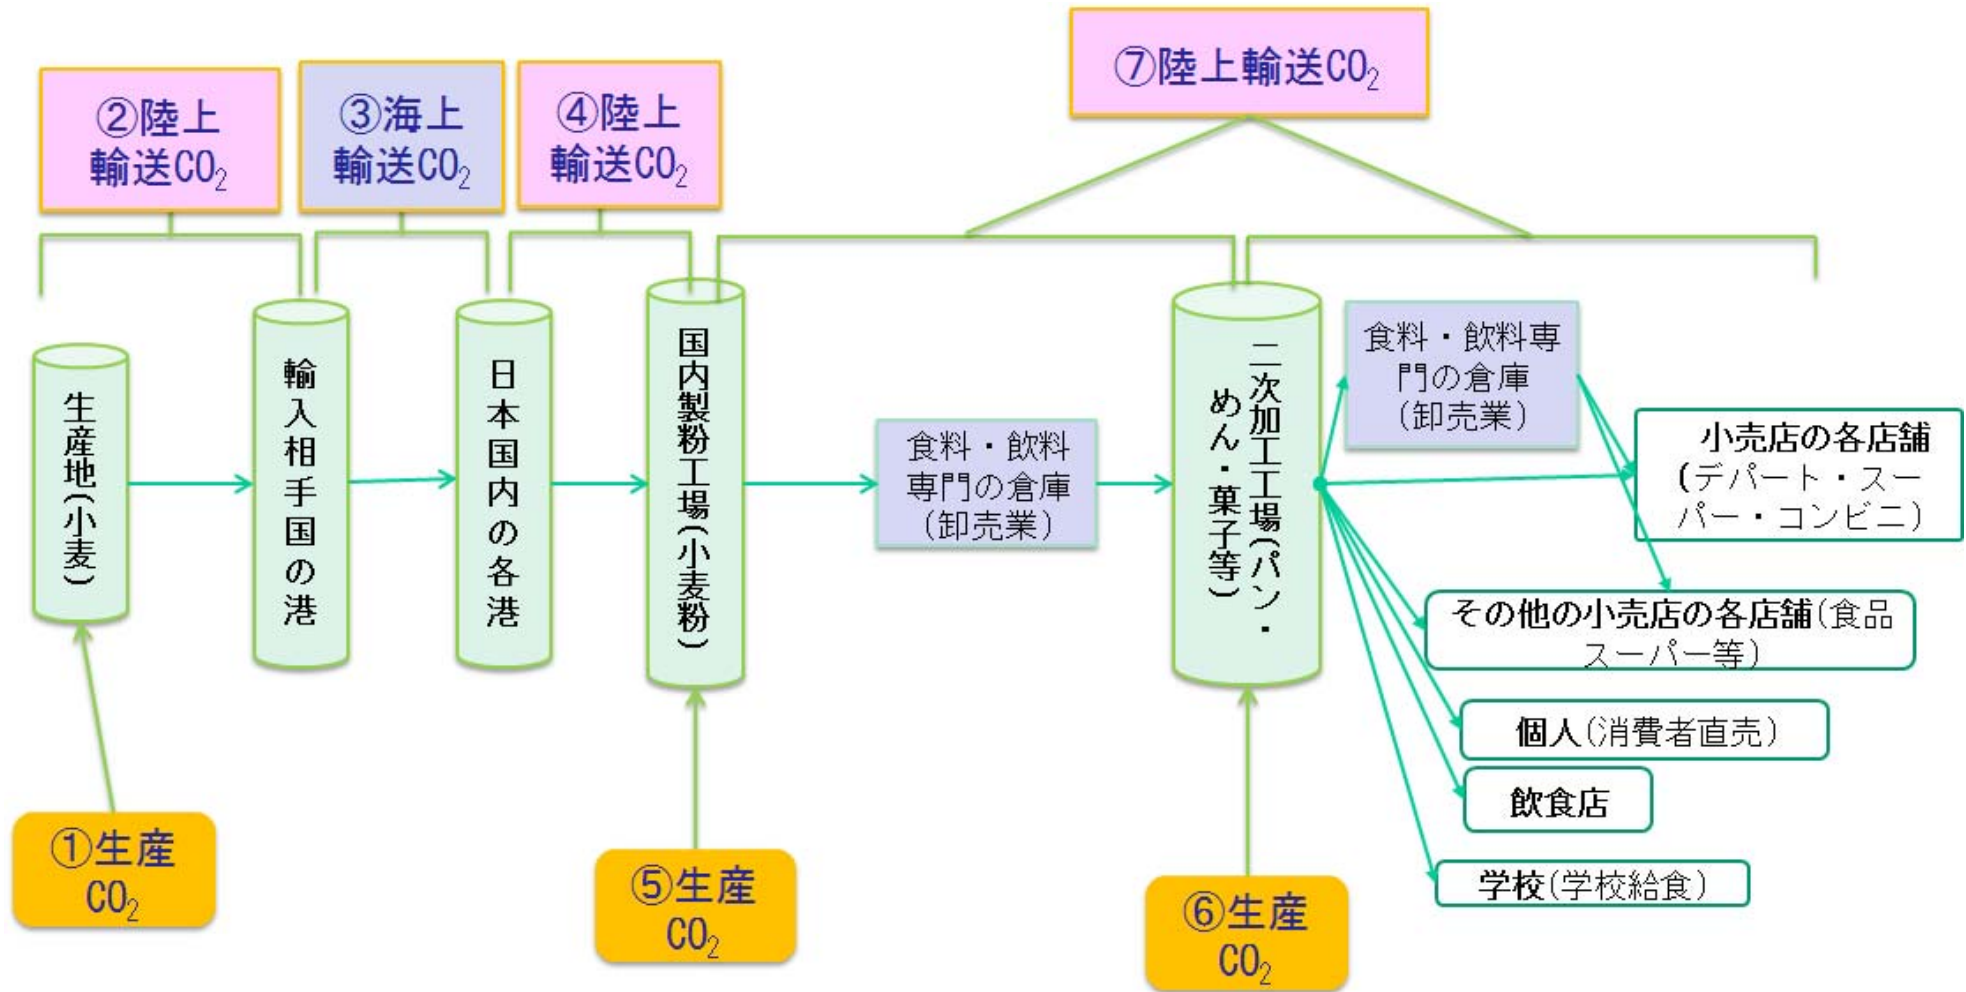 ⑦陸上輸送CO₂
②陸上
輸送CO₂
③海上
輸送CO₂
④陸上
輸送CO₂
生産地(小麦)
輸入相手国の港
日本国内の各港
国内製粉工場(小麦粉)
食料・飲料
専門の倉庫
(卸売業)
二次加工工場(パン・
めん・菓子等)
食料・飲料専
門の倉庫
(卸売業)
小売店の各店舗
(デパート・スー
パー・コンビニ)
その他の小売店の各店舗(食品
スーパー等)
個人(消費者直売)
飲食店
学校(学校給食)
①生産
CO₂
⑤生産
CO₂
⑥生産
CO₂